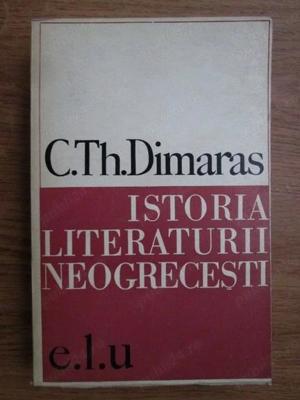 C.Th.Dimaras
ISTORIA
LITERATURII
NEOGRECEȘTI
e.l.u